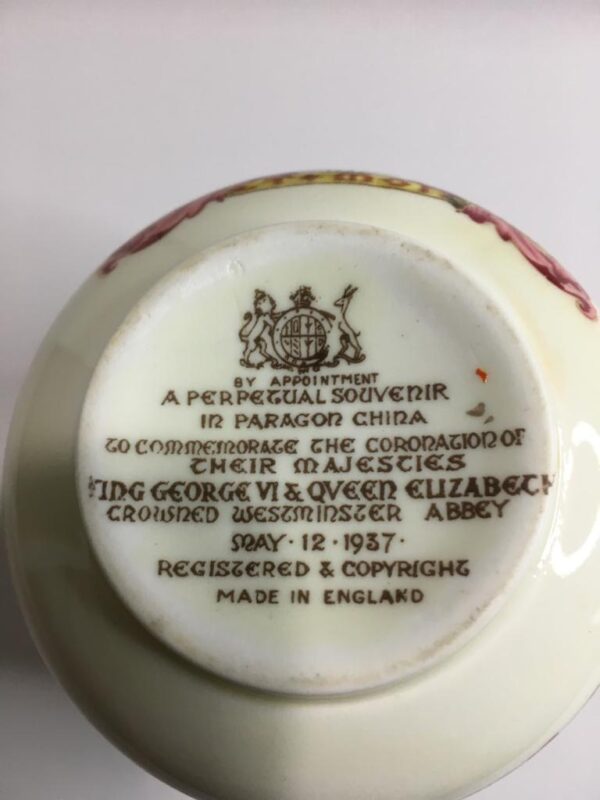 BY APPOINTMENT
A PERPETUAL SOUVENIR
IN PARAGON CHINA
TO COMMEMORATE THE CORONATION OF
THEIR MAJESTIES
KING GEORGE VI & QVEEN ELIZABETH
CROWNED WESTMINSTER ABBEY
MAY · 12 · 1937 ·
REGISTERED & COPYRIGHT
MADE IN ENGLAND